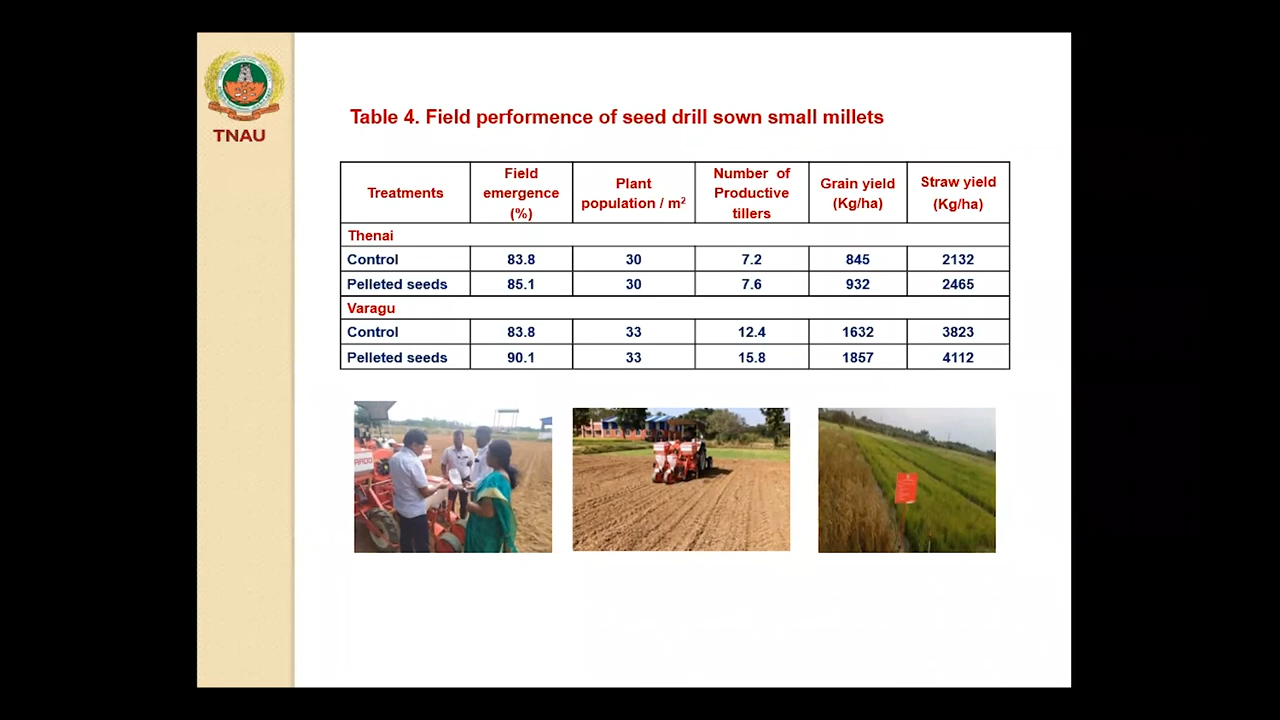 TNAU
Table 4. Field performence of seed drill sown small millets
Treatments
Field
emergence
(%)
Plant
population / m²
Number of
Productive
tillers
Grain yield
(Kg/ha)
Straw yield
(Kg/ha)
Thenai
Control 83.8 30 7.2 845 2132
Pelleted seeds 85.1 30 7.6 932 2465
Varagu
Control 83.8 33 12.4 1632 3823
Pelleted seeds 90.1 33 15.8 1857 4112